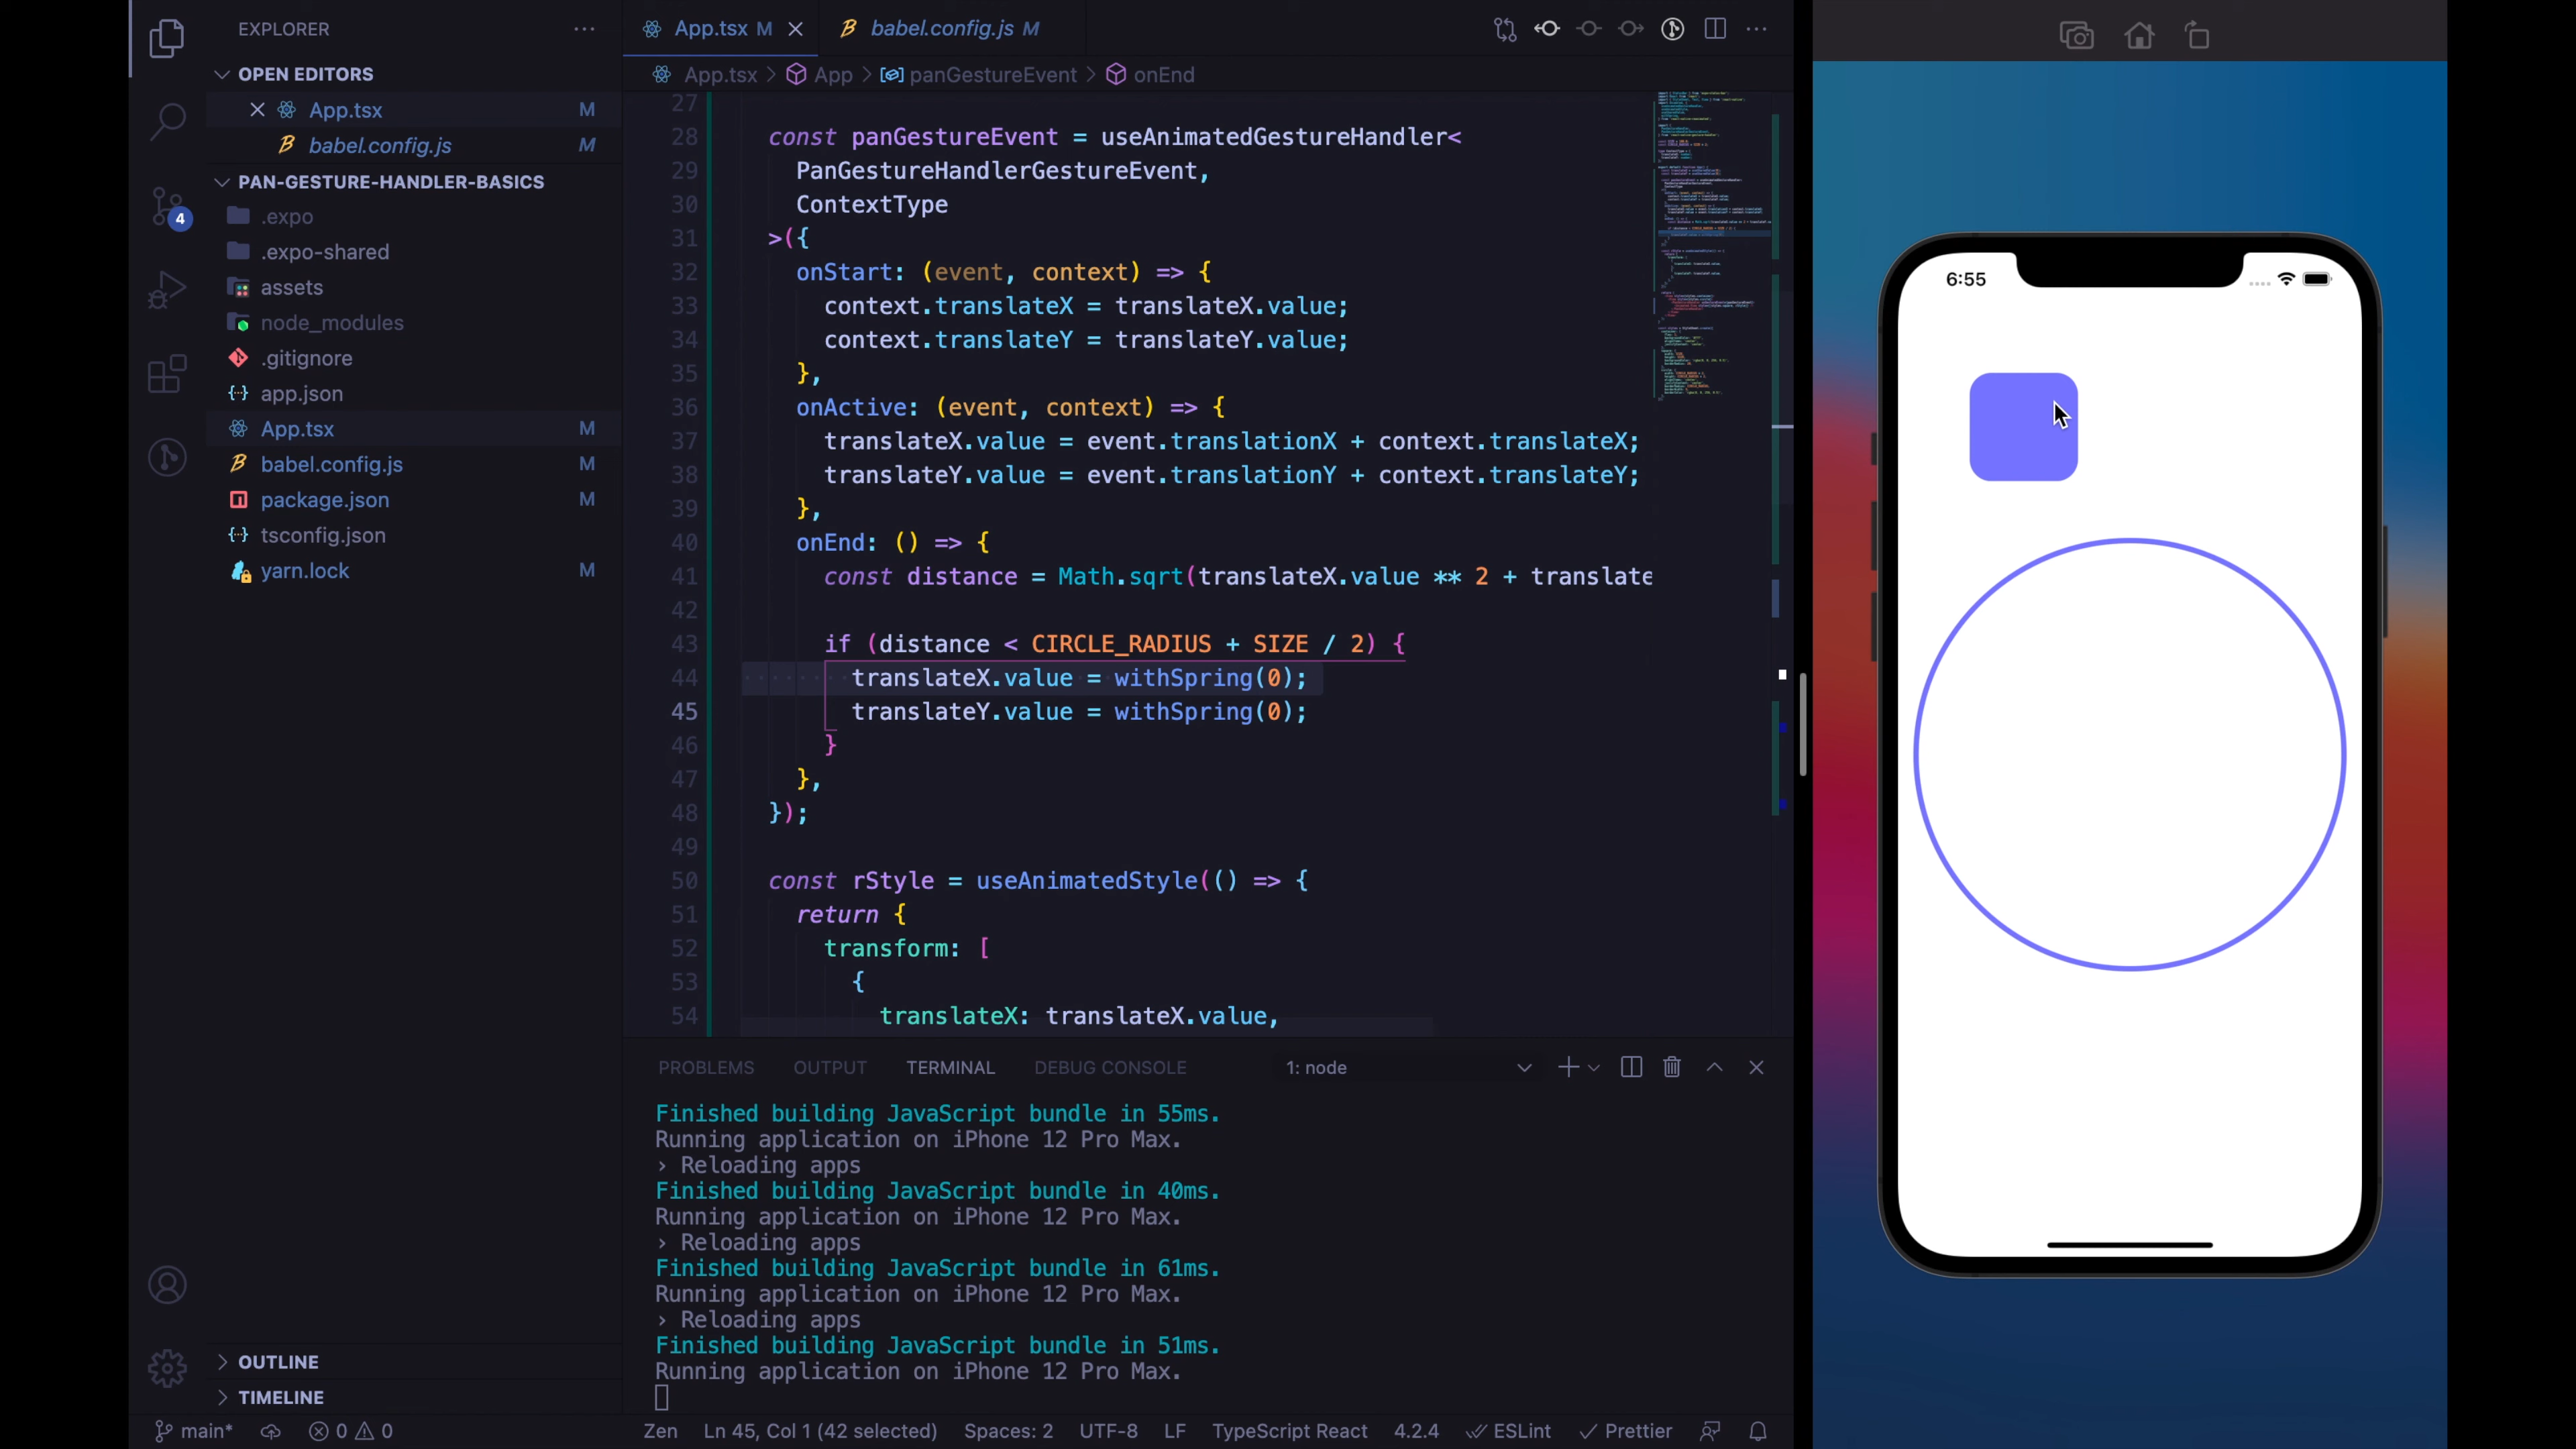 EXPLORER
OPEN EDITORS
App.tsx M
babel.config.js M
PAN-GESTURE-HANDLER-BASICS
.expo
.expo-shared
assets
node_modules
.gitignore
app.json
App.tsx M
babel.config.js M
package.json M
tsconfig.json
yarn.lock M
4
OUTLINE
TIMELINE
App.tsx M
babel.config.js M
App.tsx > App > panGestureEvent > onEnd
27
28 const panGestureEvent = useAnimatedGestureHandler<
29 PanGestureHandlerGestureEvent,
30 ContextType
31 >({
32 onStart: (event, context) => {
33 context.translateX = translateX.value;
34 context.translateY = translateY.value;
35 },
36 onActive: (event, context) => {
37 translateX.value = event.translationX + context.translateX;
38 translateY.value = event.translationY + context.translateY;
39 },
40 onEnd: () => {
41 const distance = Math.sqrt(translateX.value ** 2 + translate
42
43 if (distance < CIRCLE_RADIUS + SIZE / 2) {
44 translateX.value = withSpring(0);
45 translateY.value = withSpring(0);
46 }
47 },
48 });
49
50 const rStyle = useAnimatedStyle(() => {
51 return {
52 transform: [
53 {
54 translateX: translateX.value,
PROBLEMS OUTPUT TERMINAL DEBUG CONSOLE 1: node
Finished building JavaScript bundle in 55ms.
Running application on iPhone 12 Pro Max.
› Reloading apps
Finished building JavaScript bundle in 40ms.
Running application on iPhone 12 Pro Max.
› Reloading apps
Finished building JavaScript bundle in 61ms.
Running application on iPhone 12 Pro Max.
› Reloading apps
Finished building JavaScript bundle in 51ms.
Running application on iPhone 12 Pro Max.
main* 0 0 Zen Ln 45, Col 1 (42 selected) Spaces: 2 UTF-8 LF TypeScript React 4.2.4 ESLint Prettier
6:55